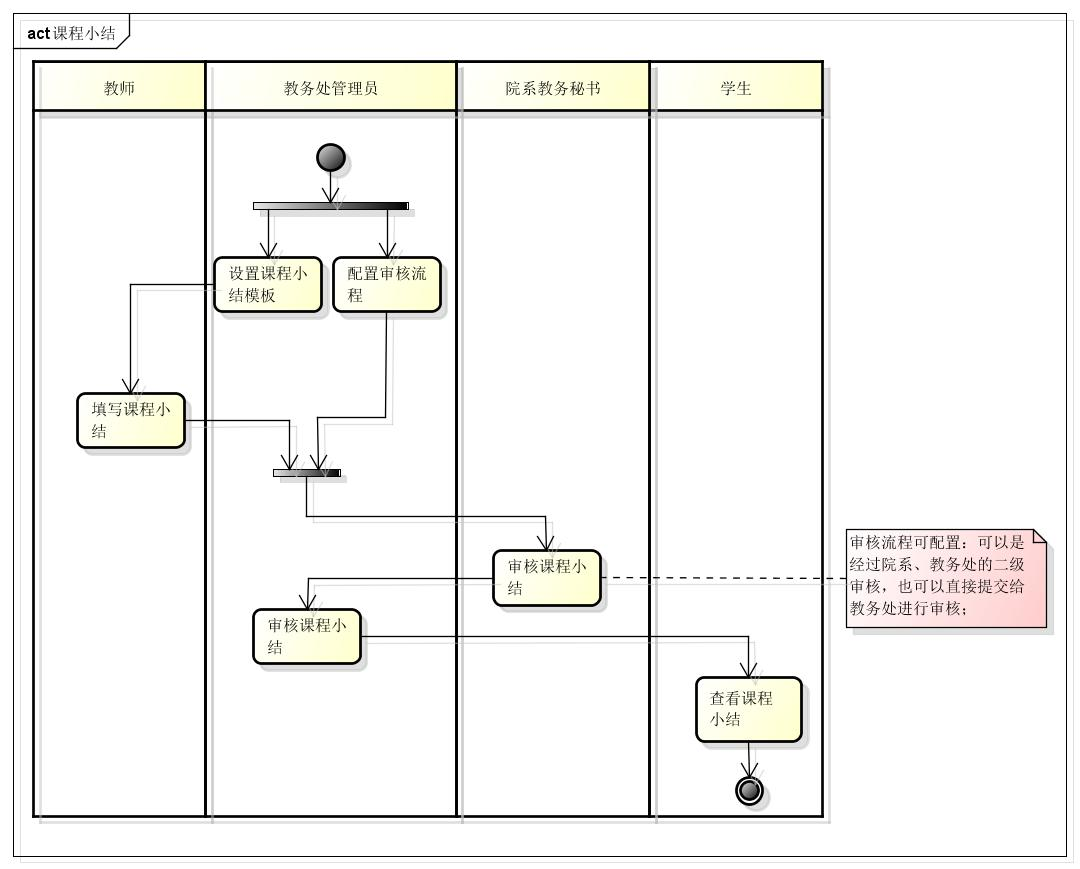 act 课程小结
教师
教务处管理员
院系教务秘书
学生
设置课程小
结模板
配置审核流
程
填写课程小
结
审核课程小
结
审核流程可配置：可以是
经过院系、教务处的二级
审核，也可以直接提交给
教务处进行审核；
审核课程小
结
查看课程
小结